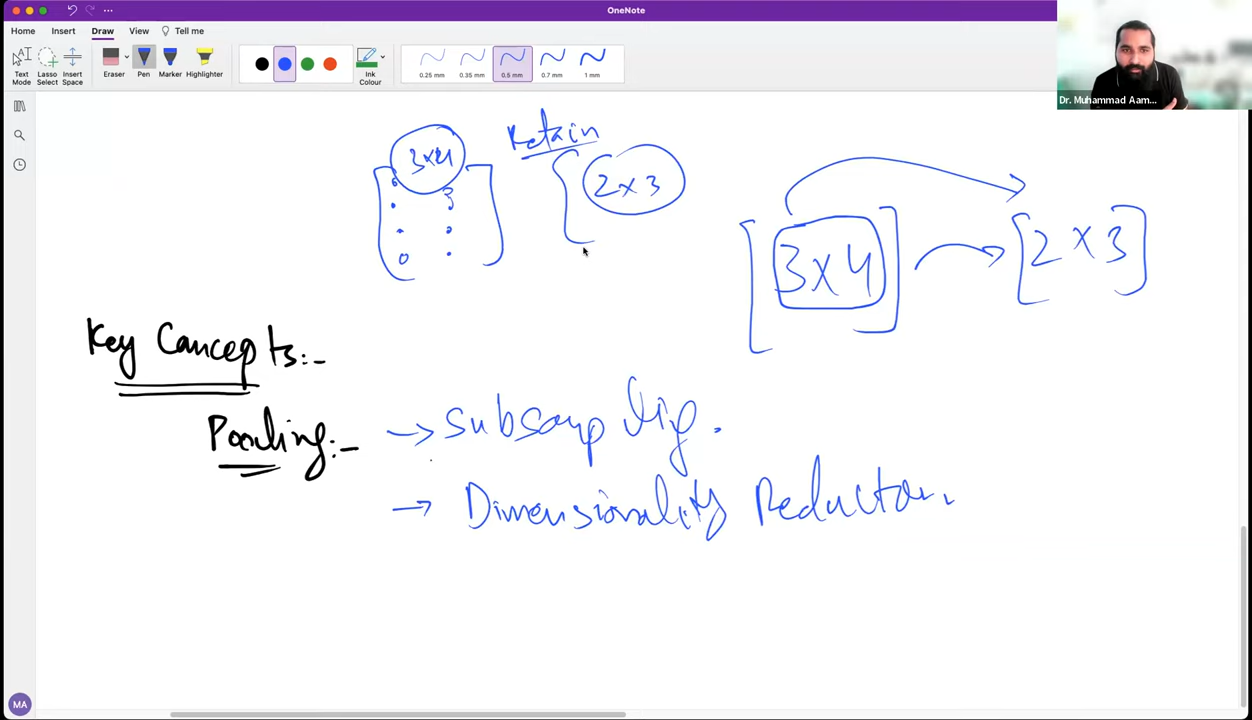 OneNote
Home Insert Draw View Tell me
Text Mode Lasso Select Insert Space Eraser Pen Marker Highlighter Ink Colour 0.25 mm 0.35 mm 0.5 mm 0.7 mm 1 mm
Dr. Muhammad Aam...
3x4 Retain 2x3
3x4 2x3
Key Concepts:-
Pooling:- → Subsampling.
→ Dimensionality Reduction.
MA